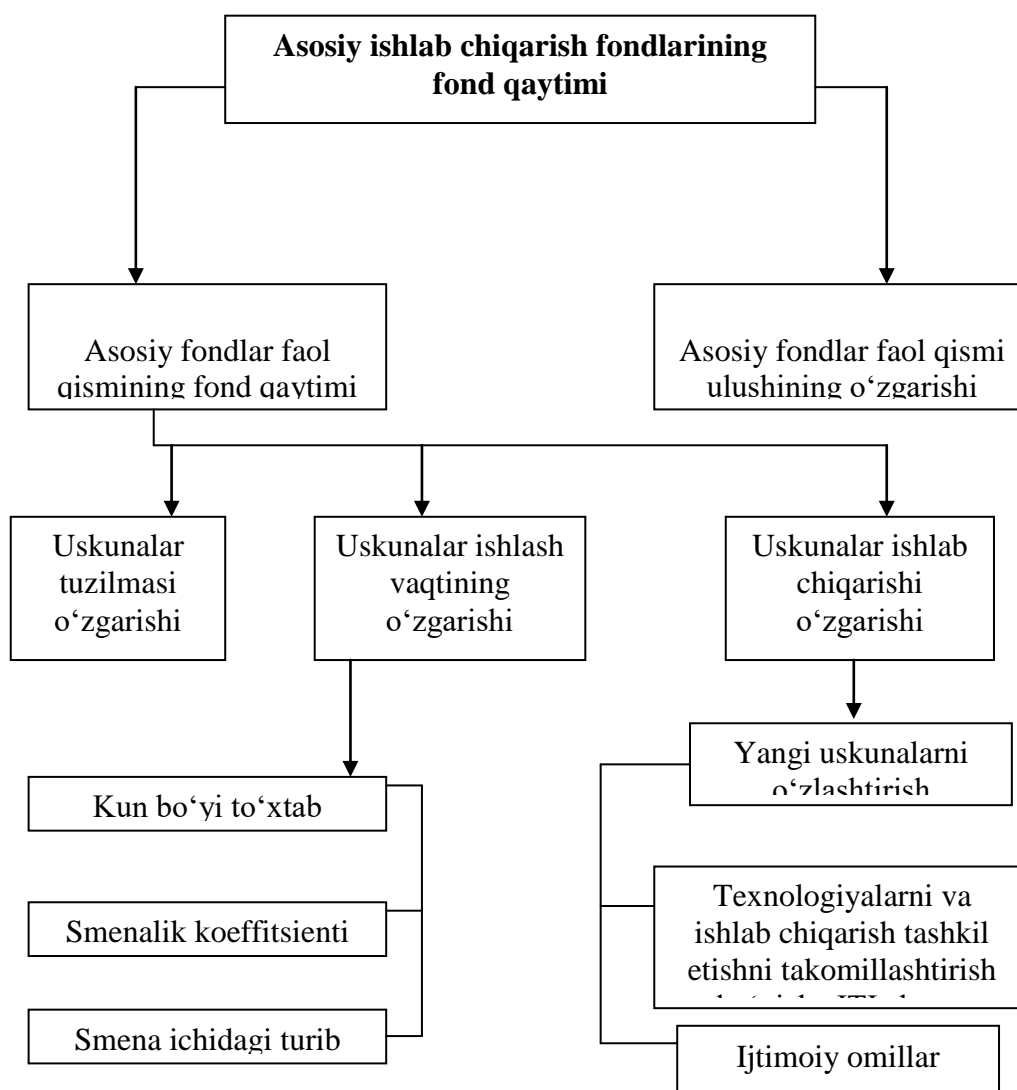 Asosiy ishlab chiqarish fondlarining
fond qaytimi
Asosiy fondlar faol
qismining fond qaytimi
Asosiy fondlar faol qismi
ulushining o‘zgarishi
Uskunalar
tuzilmasi
o‘zgarishi
Uskunalar ishlash
vaqtining
o‘zgarishi
Uskunalar ishlab
chiqarishi
o‘zgarishi
Kun bo‘yi to‘xtab
Smenalik koeffitsienti
Smena ichidagi turib
Yangi uskunalarni
o‘zlashtirish
Texnologiyalarni va
ishlab chiqarish tashkil
etishni takomillashtirish
Ijtimoiy omillar